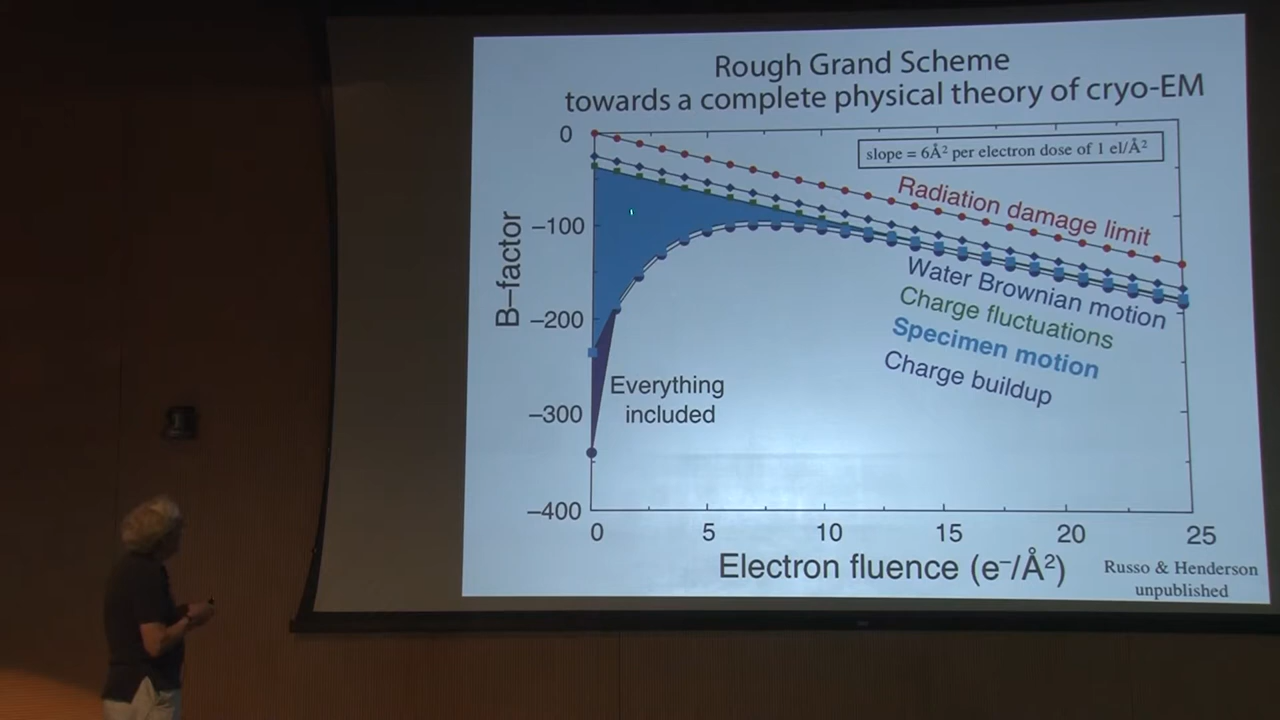 Rough Grand Scheme
towards a complete physical theory of cryo-EM
slope = 6Å² per electron dose of 1 el/Å²
Radiation damage limit
Water Brownian motion
Charge fluctuations
Specimen motion
Charge buildup
Everything
included
B–factor
0
–100
–200
–300
–400
0 5 10 15 20 25
Electron fluence (e⁻/Å²)
Russo & Henderson
unpublished